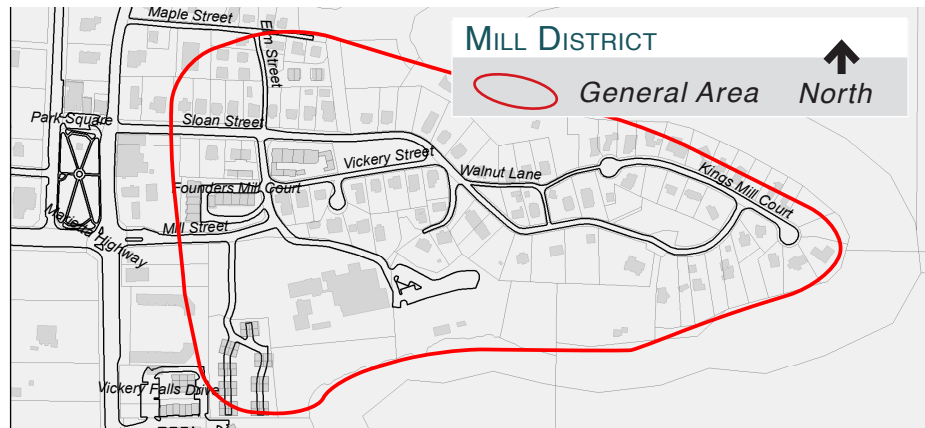 Maple Street
Elm Street
MILL DISTRICT
General Area
North
Park Square
Sloan Street
Vickery Street
Walnut Lane
Kings Mill Court
Founders Mill Court
Mill Street
Marietta Highway
Vickery Falls Drive